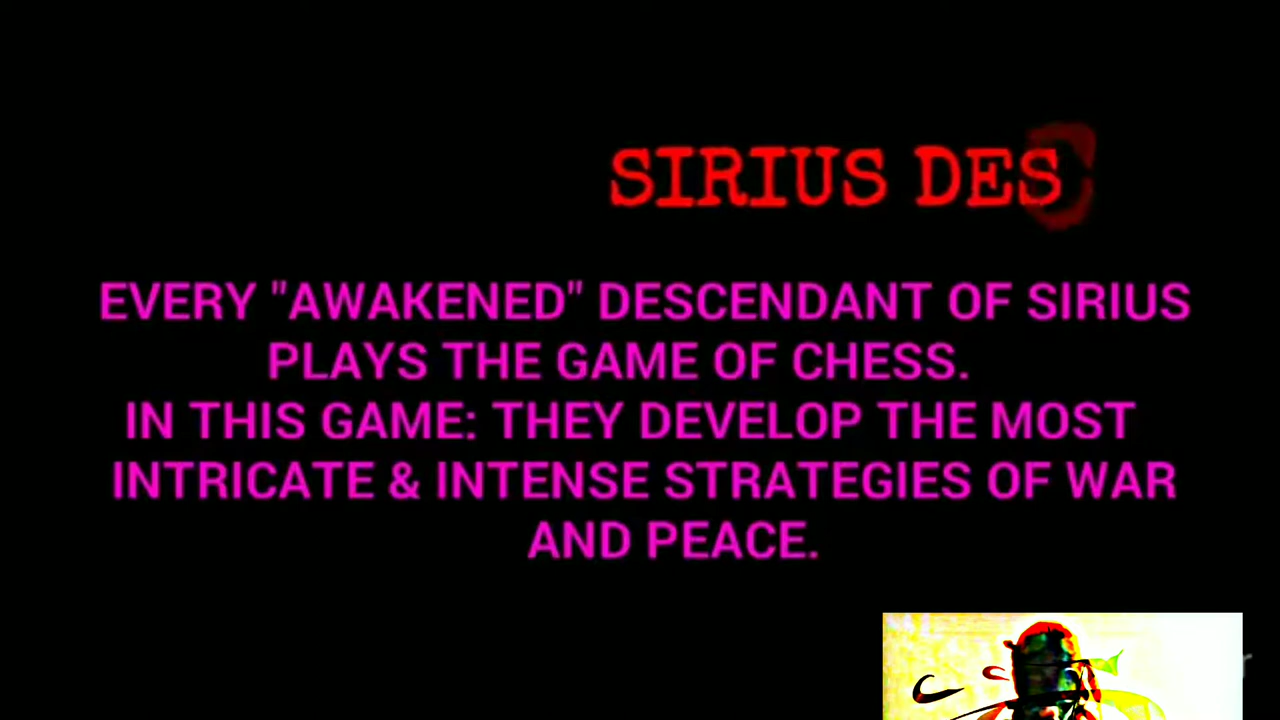 SIRIUS DES
EVERY "AWAKENED" DESCENDANT OF SIRIUS
PLAYS THE GAME OF CHESS.
IN THIS GAME: THEY DEVELOP THE MOST
INTRICATE & INTENSE STRATEGIES OF WAR
AND PEACE.